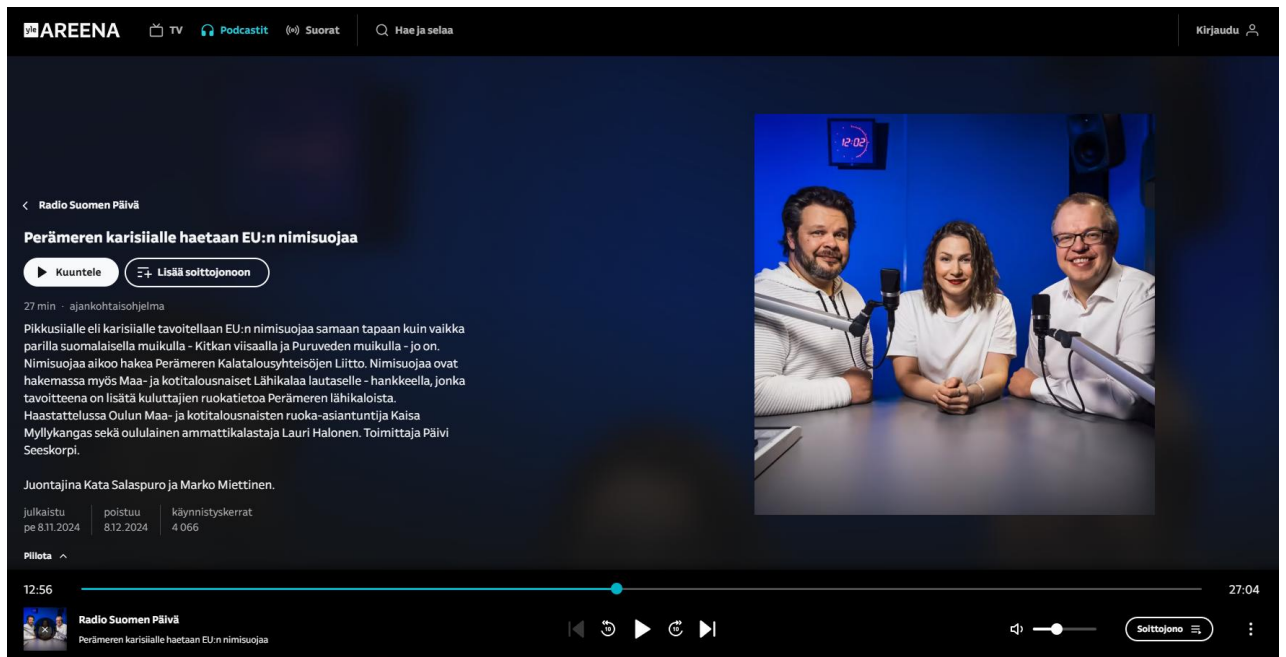 yle AREENA
TV
Podcastit
Suorat
Hae ja selaa
Kirjaudu
12:02
Radio Suomen Päivä
Perämeren karisiialle haetaan EU:n nimisuojaa
Kuuntele
Lisää soittojonoon
27 min · ajankohtaisohjelma
Pikkusiialle eli karisiialle tavoitellaan EU:n nimisuojaa samaan tapaan kuin vaikka
parilla suomalaisella muikulla - Kitkan viisaalla ja Puruveden muikulla - jo on.
Nimisuojaa aikoo hakea Perämeren Kalatalousyhteisöjen Liitto. Nimisuojaa ovat
hakemassa myös Maa- ja kotitalousnaiset Lähikalaa lautaselle - hankkeella, jonka
tavoitteena on lisätä kuluttajien ruokatietoa Perämeren lähikaloista.
Haastattelussa Oulun Maa- ja kotitalousnaisten ruoka-asiantuntija Kaisa
Myllykangas sekä oululainen ammattikalastaja Lauri Halonen. Toimittaja Päivi
Seeskorpi.
Juontajina Kata Salaspuro ja Marko Miettinen.
julkaistu
pe 8.11.2024
poistuu
8.12.2024
käynnistyskerrat
4 066
Piilota
12:56
27:04
Radio Suomen Päivä
Perämeren karisiialle haetaan EU:n nimisuojaa
10
10
Soittojono